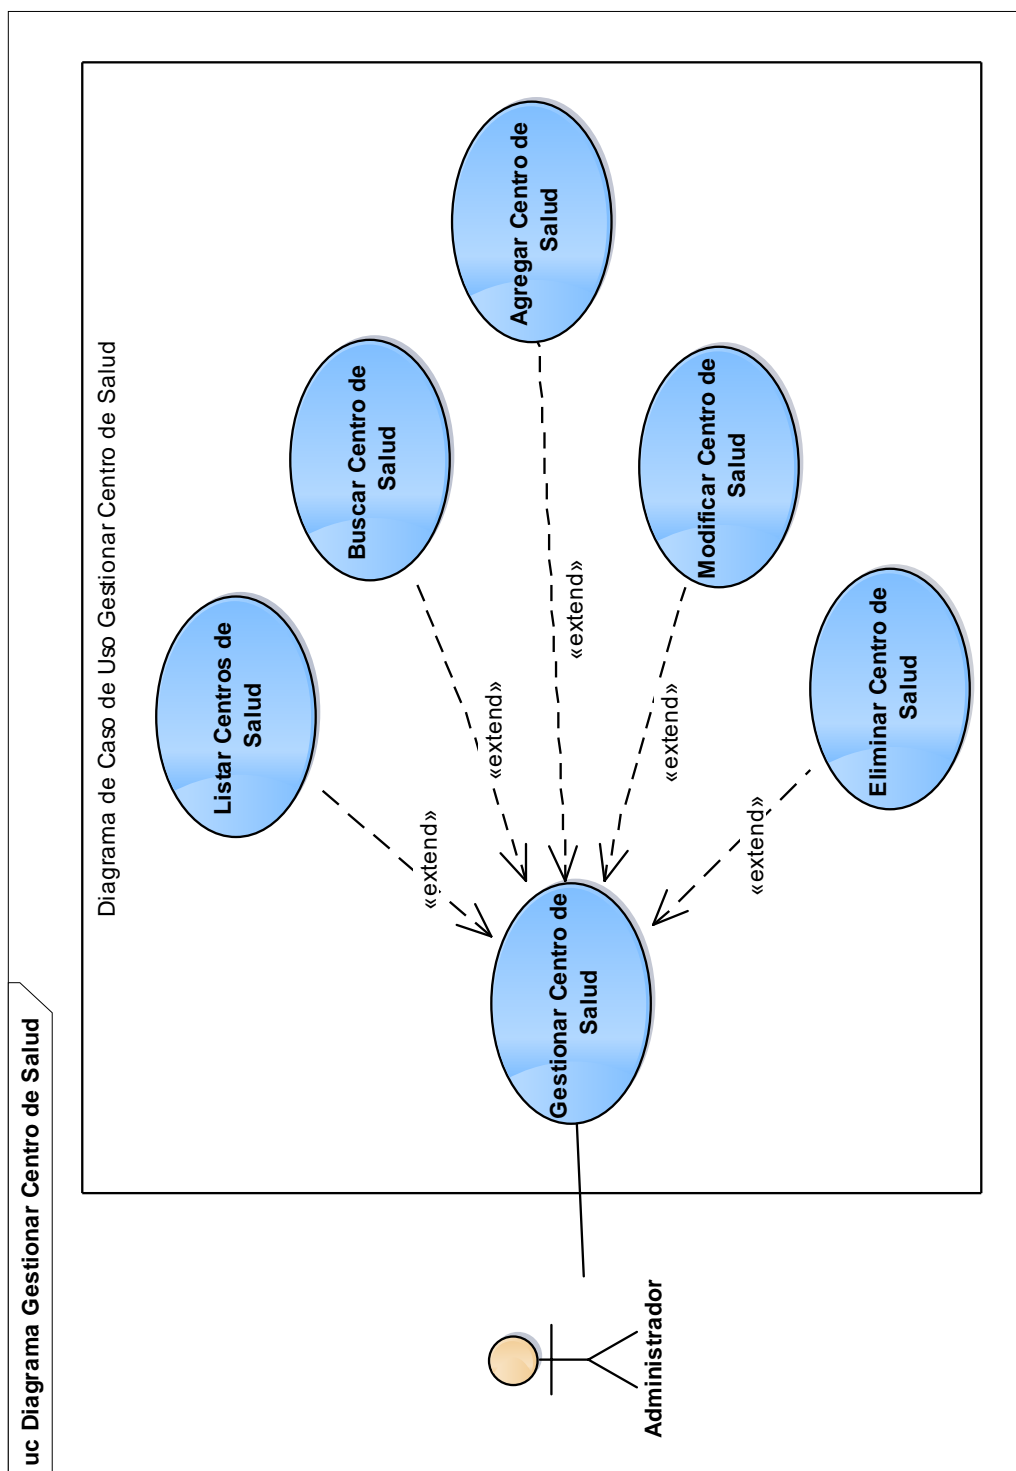 uc Diagrama Gestionar Centro de Salud
Diagrama de Caso de Uso Gestionar Centro de Salud
Administrador
Gestionar Centro de
Salud
Listar Centros de
Salud
Buscar Centro de
Salud
Agregar Centro de
Salud
Modificar Centro de
Salud
Eliminar Centro de
Salud
«extend»
«extend»
«extend»
«extend»
«extend»